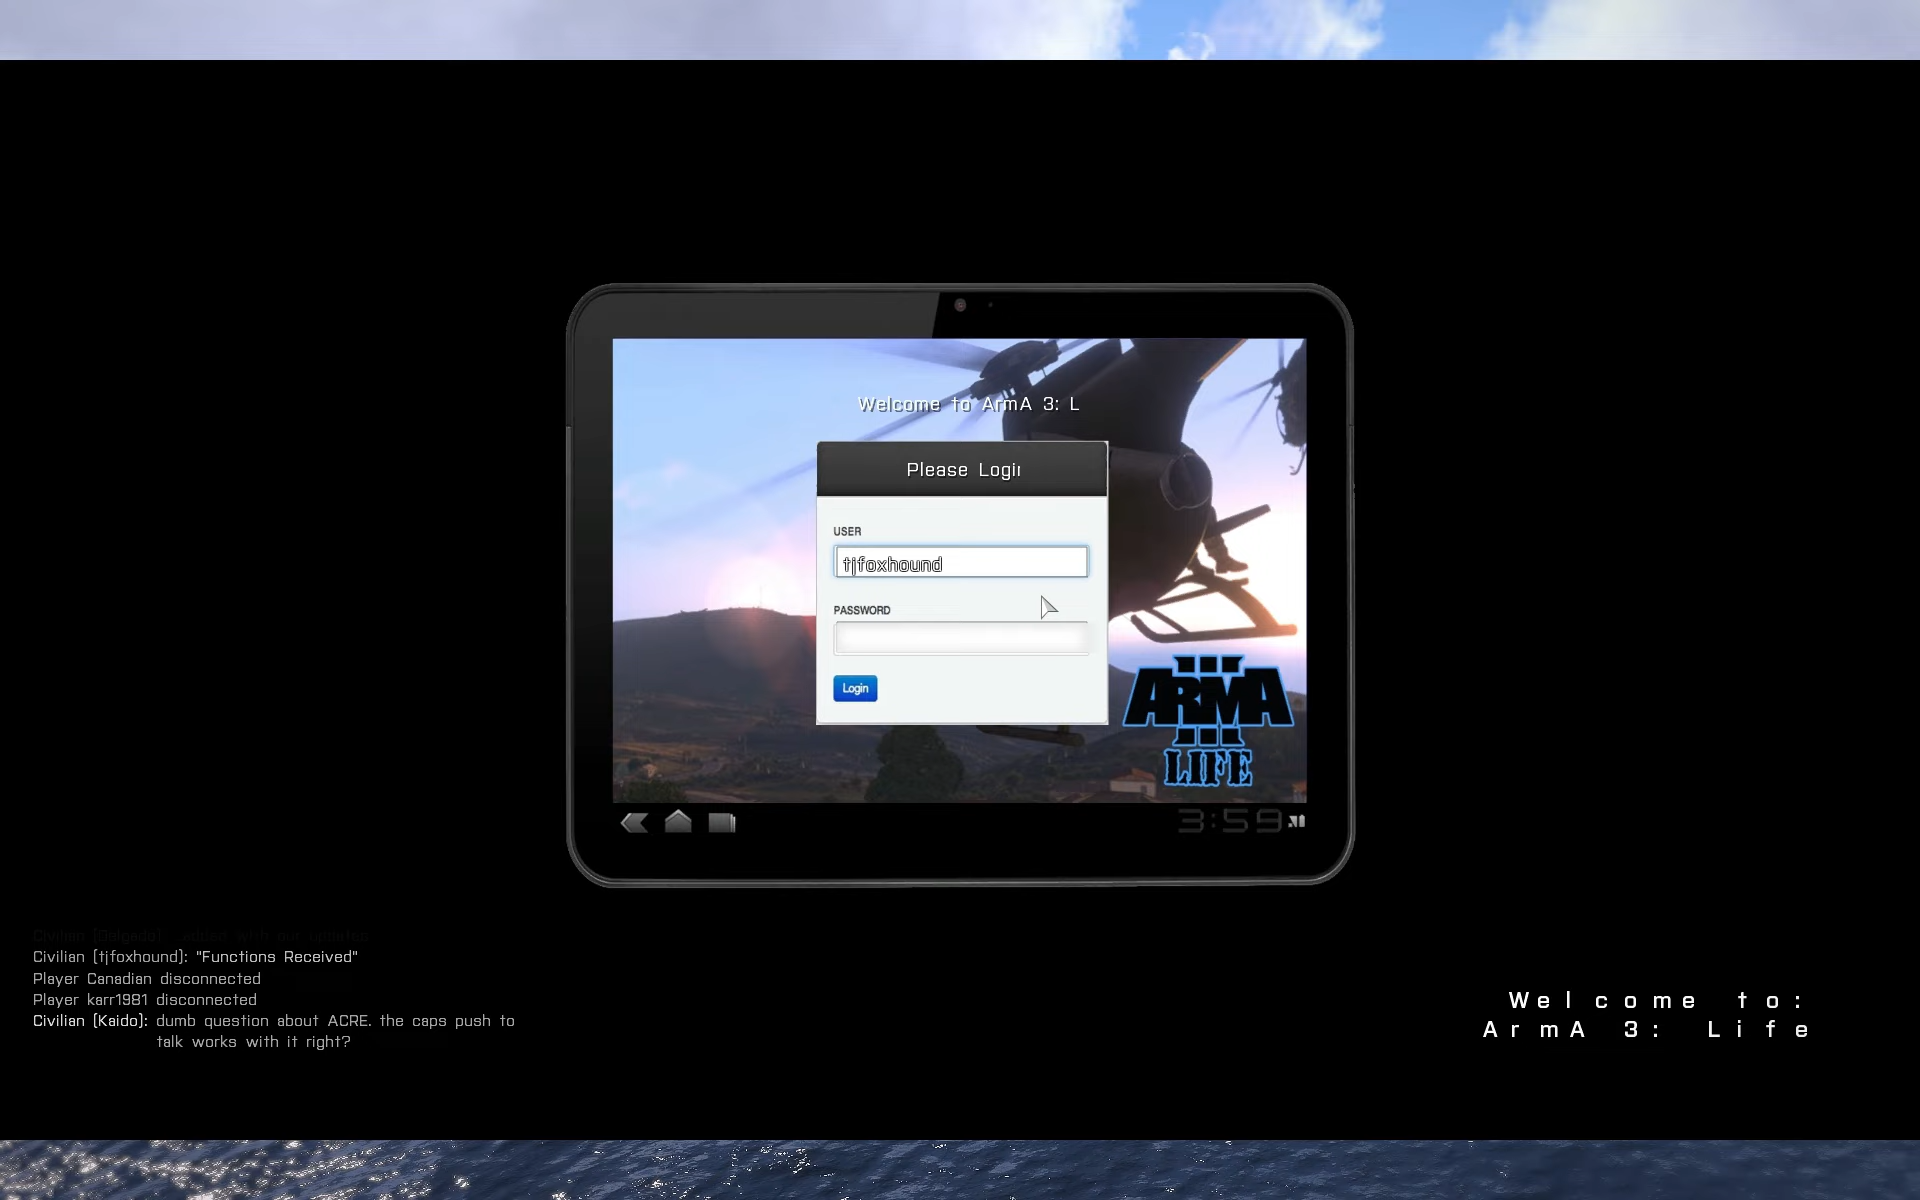 Welcome to ArmA 3: L
Please Login
USER
tjfoxhound
PASSWORD
Login
ARMA
III
LIFE
3:59
Civilian (tjfoxhound): "Functions Received"
Player Canadian disconnected
Player karr1981 disconnected
Civilian (Kaido): dumb question about ACRE. the caps push to
talk works with it right?
Welcome to:
ArmA 3: Life